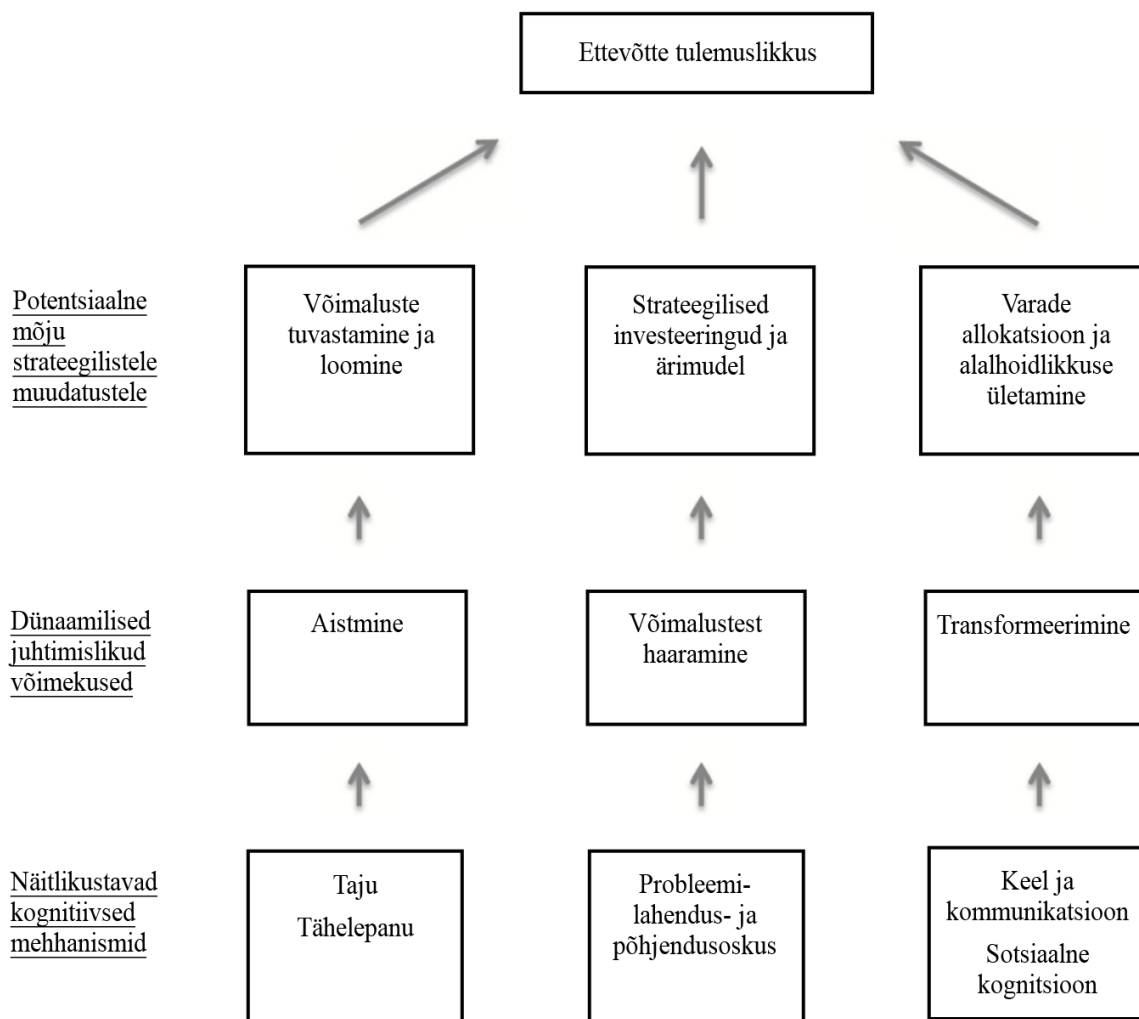 Ettevõtte tulemuslikkus
Potentsiaalne
mõju
strateegilistele
muudatustele
Võimaluste
tuvastamine ja
loomine
Strateegilised
investeeringud ja
ärimudel
Varade
allokatsioon ja
alalhoidlikkuse
ületamine
Dünaamilised
juhtimislikud
võimekused
Aistmine
Võimalustest
haaramine
Transformeerimine
Näitlikustavad
kognitiivsed
mehhanismid
Taju
Tähelepanu
Probleemi-
lahendus- ja
põhjendusoskus
Keel ja
kommunikatsioon
Sotsiaalne
kognitsioon